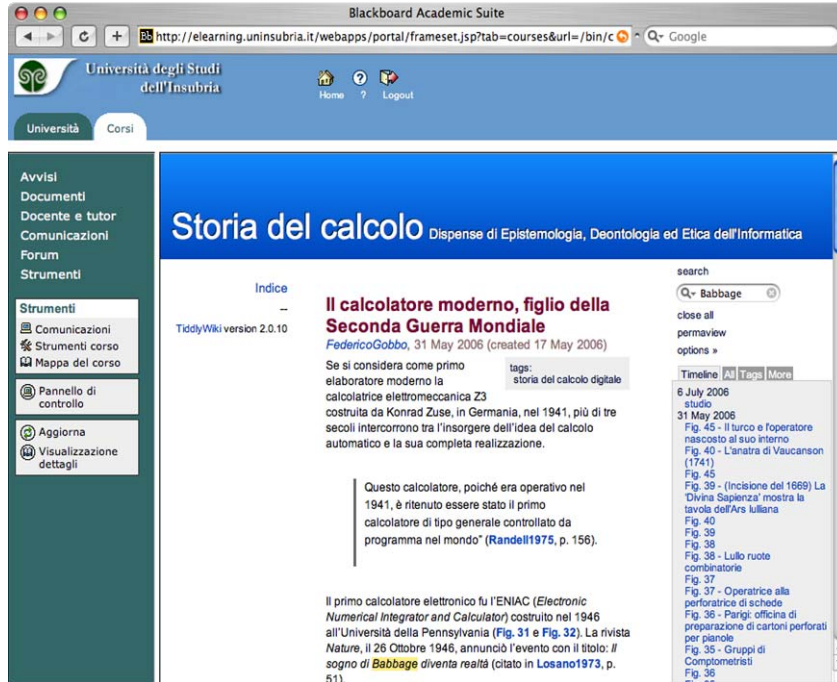 Blackboard Academic Suite
http://elearning.uninsubria.it/webapps/portal/frameset.jsp?tab=courses&url=/bin/c
Google
Università degli Studi
dell'Insubria
Home ? Logout
Università Corsi
Avvisi
Documenti
Docente e tutor
Comunicazioni
Forum
Strumenti
Strumenti
Comunicazioni
Strumenti corso
Mappa del corso
Pannello di
controllo
Aggiorna
Visualizzazione
dettagli
Storia del calcolo Dispense di Epistemologia, Deontologia ed Etica dell'Informatica
Indice
--
TiddlyWiki version 2.0.10
Il calcolatore moderno, figlio della
Seconda Guerra Mondiale
FedericoGobbo, 31 May 2006 (created 17 May 2006)
tags:
storia del calcolo digitale
Se si considera come primo
elaboratore moderno la
calcolatrice elettromeccanica Z3
costruita da Konrad Zuse, in Germania, nel 1941, più di tre
secoli intercorrono tra l'insorgere dell'idea del calcolo
automatico e la sua completa realizzazione.
Questo calcolatore, poiché era operativo nel
1941, è ritenuto essere stato il primo
calcolatore di tipo generale controllato da
programma nel mondo" (Randell1975, p. 156).
Il primo calcolatore elettronico fu l'ENIAC (Electronic
Numerical Integrator and Calculator) costruito nel 1946
all'Università della Pennsylvania (Fig. 31 e Fig. 32). La rivista
Nature, il 26 Ottobre 1946, annunciò l'evento con il titolo: Il
sogno di Babbage diventa realtà (citato in Losano1973, p.
51).
search
Babbage
close all
permaview
options »
Timeline All Tags More
6 July 2006
studio
31 May 2006
Fig. 45 - Il turco e l'operatore
nascosto al suo interno
Fig. 40 - L'anatra di Vaucanson
(1741)
Fig. 45
Fig. 39 - (Incisione del 1669) La
'Divina Sapienza' mostra la
tavola dell'Ars lulliana
Fig. 40
Fig. 39
Fig. 38
Fig. 38 - Lullo ruote
combinatorie
Fig. 37
Fig. 37 - Operatrice alla
perforatrice di schede
Fig. 36 - Parigi: officina di
preparazione di cartoni perforati
per pianole
Fig. 35 - Gruppi di
Comptometristi
Fig. 36